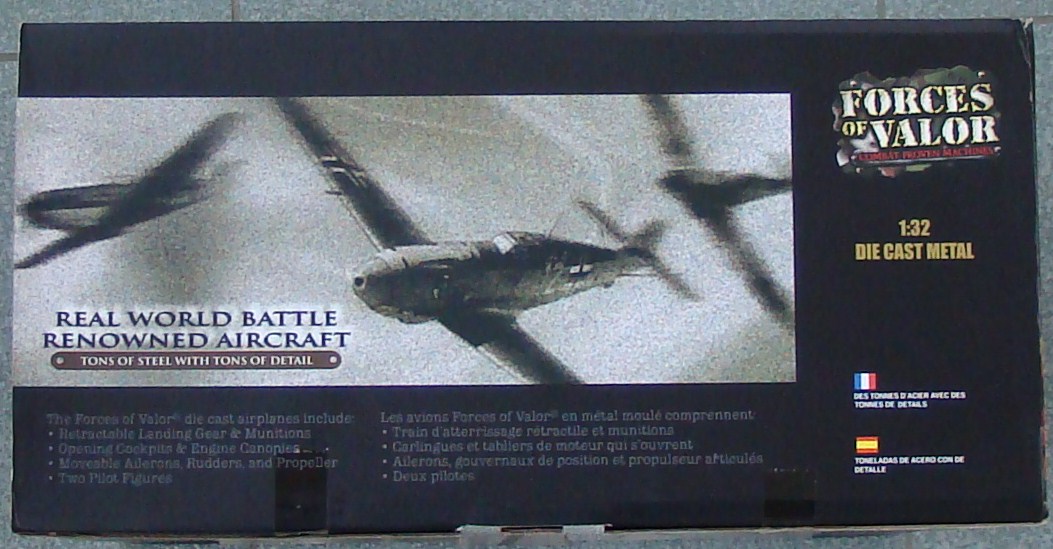 FORCES
OF VALOR
COMBAT PROVEN MACHINES
1:32
DIE CAST METAL
REAL WORLD BATTLE
RENOWNED AIRCRAFT
TONS OF STEEL WITH TONS OF DETAIL
The Forces of Valor® die cast airplanes include:
• Retractable Landing Gear & Munitions
• Opening Cockpits & Engine Canopies
• Moveable Ailerons, Rudders, and Propeller
• Two Pilot Figures
Les avions Forces of Valor® en métal moulé comprennent:
• Train d'atterrissage rétractile et munitions
• Carlingues et tabliers de moteur qui s'ouvrent
• Ailerons, gouvernaux de position et propulseur articulés
• Deux pilotes
DES TONNES D'ACIER AVEC DES
TONNES DE DETAILS
TONELADAS DE ACERO CON DE
DETALLE